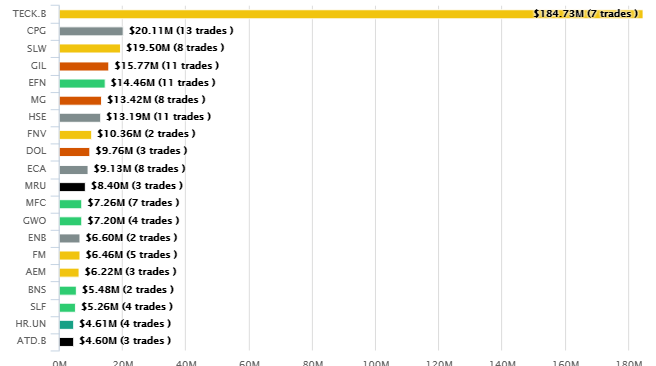 TECK.B $184.73M (7 trades )
CPG $20.11M (13 trades )
SLW $19.50M (8 trades )
GIL $15.77M (11 trades )
EFN $14.46M (11 trades )
MG $13.42M (8 trades )
HSE $13.19M (11 trades )
FNV $10.36M (2 trades )
DOL $9.76M (3 trades )
ECA $9.13M (8 trades )
MRU $8.40M (3 trades )
MFC $7.26M (7 trades )
GWO $7.20M (4 trades )
ENB $6.60M (2 trades )
FM $6.46M (5 trades )
AEM $6.22M (3 trades )
BNS $5.48M (2 trades )
SLF $5.26M (4 trades )
HR.UN $4.61M (4 trades )
ATD.B $4.60M (3 trades )
0M 20M 40M 60M 80M 100M 120M 140M 160M 180M